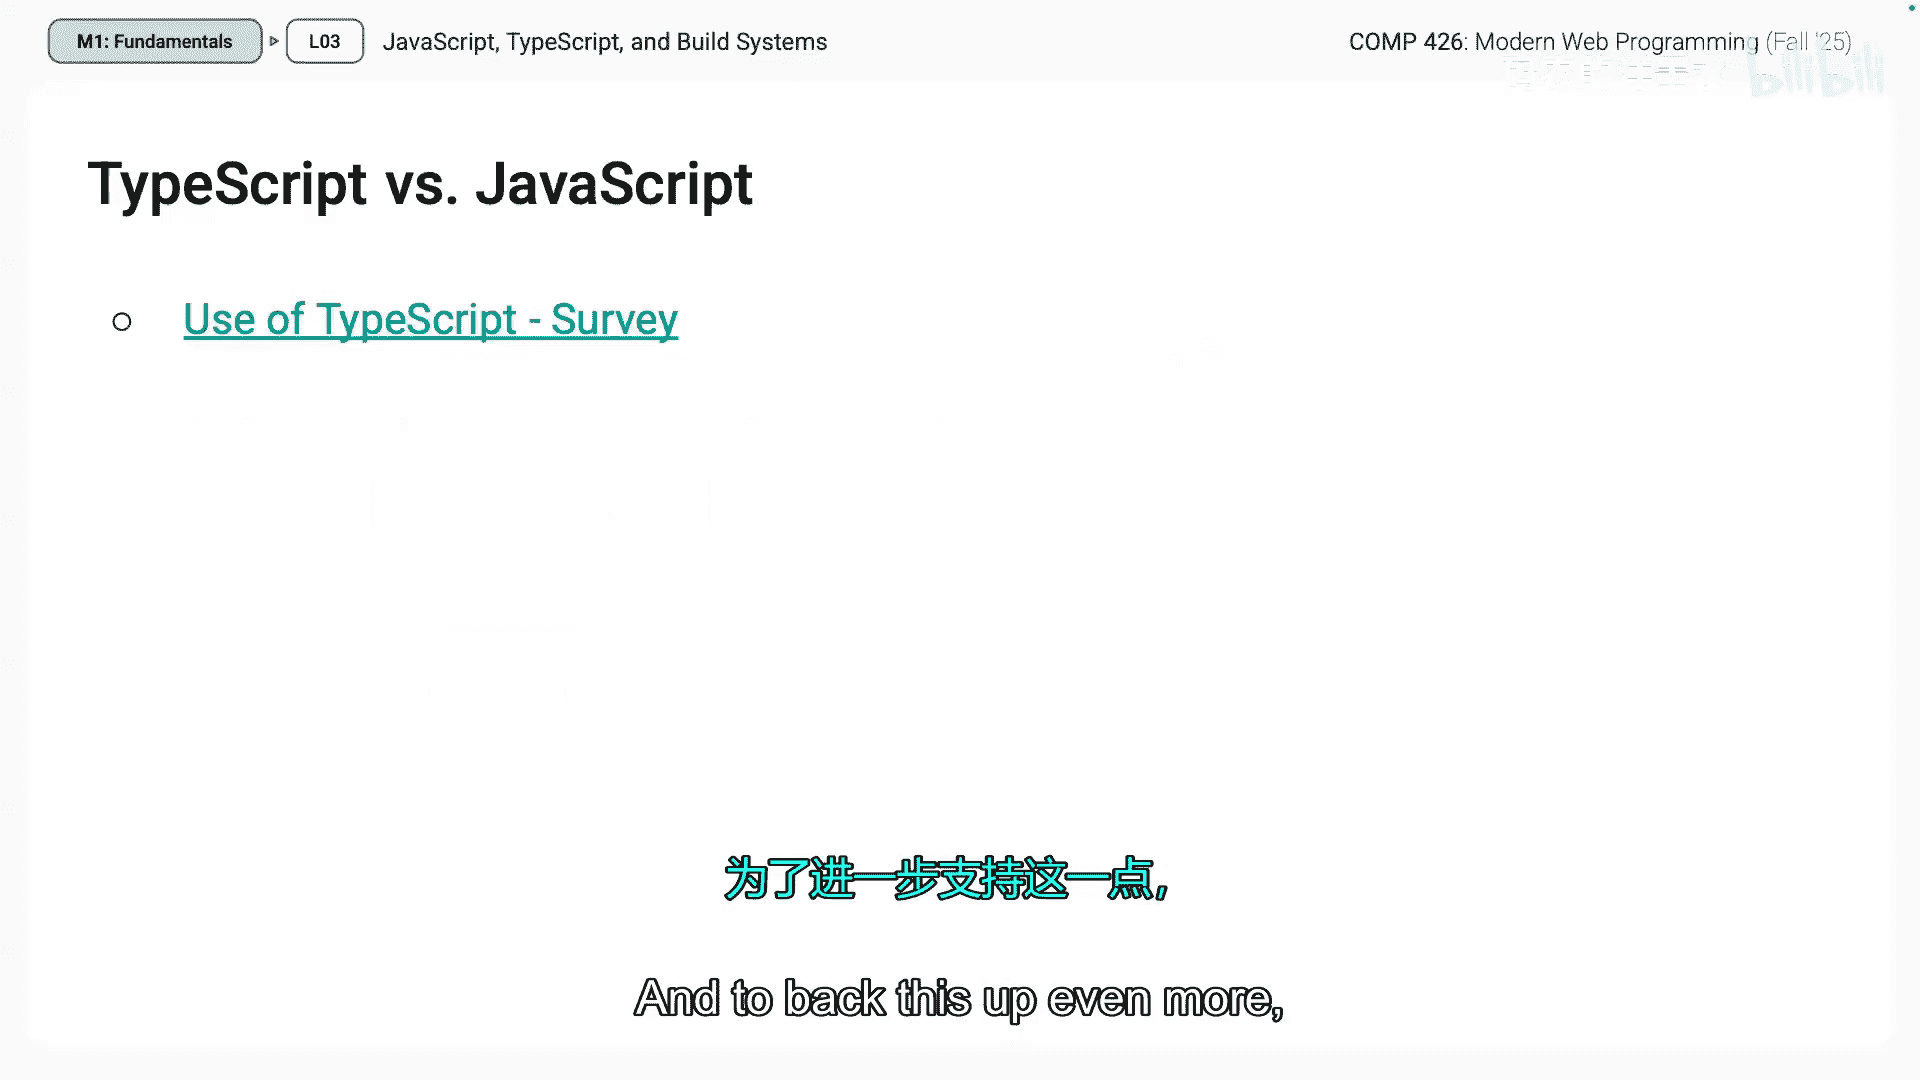 M1: Fundamentals
L03
JavaScript, TypeScript, and Build Systems
COMP 426: Modern Web Programming (Fall '25)
bilibili
TypeScript vs. JavaScript
Use of TypeScript - Survey
为了进一步支持这一点,
And to back this up even more,